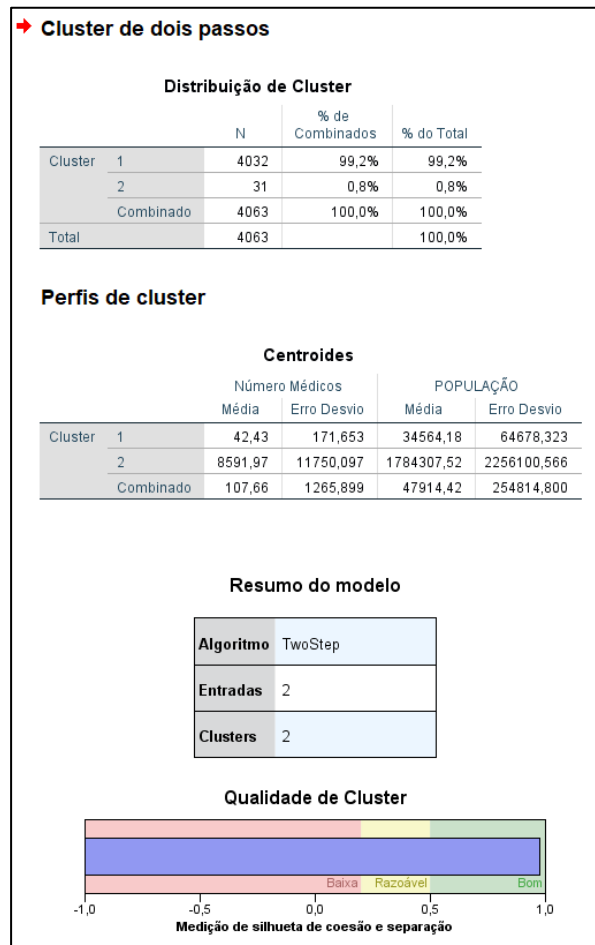 Cluster de dois passos
Distribuição de Cluster
N % de Combinados % do Total
Cluster 1 4032 99,2% 99,2%
2 31 0,8% 0,8%
Combinado 4063 100,0% 100,0%
Total 4063 100,0%
Perfis de cluster
Centroides
Número Médicos POPULAÇÃO
Média Erro Desvio Média Erro Desvio
Cluster 1 42,43 171,653 34564,18 64678,323
2 8591,97 11750,097 1784307,52 2256100,566
Combinado 107,66 1265,899 47914,42 254814,800
Resumo do modelo
Algoritmo TwoStep
Entradas 2
Clusters 2
Qualidade de Cluster
Baixa Razoável Bom
-1,0 -0,5 0,0 0,5 1,0
Medição de silhueta de coesão e separação